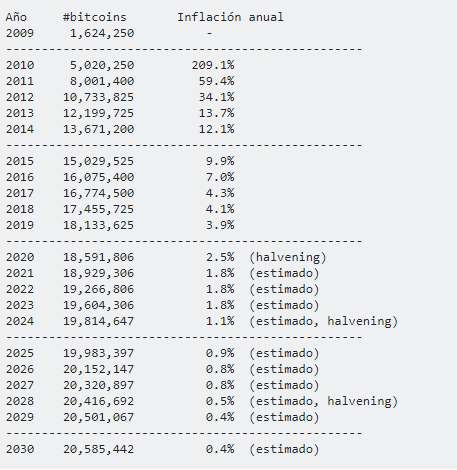 Año #bitcoins Inflación anual
2009 1,624,250 -
---------------------------------------------------
2010 5,020,250 209.1%
2011 8,001,400 59.4%
2012 10,733,825 34.1%
2013 12,199,725 13.7%
2014 13,671,200 12.1%
---------------------------------------------------
2015 15,029,525 9.9%
2016 16,075,400 7.0%
2017 16,774,500 4.3%
2018 17,455,725 4.1%
2019 18,133,625 3.9%
---------------------------------------------------
2020 18,591,806 2.5% (halvening)
2021 18,929,306 1.8% (estimado)
2022 19,266,806 1.8% (estimado)
2023 19,604,306 1.8% (estimado)
2024 19,814,647 1.1% (estimado, halvening)
---------------------------------------------------
2025 19,983,397 0.9% (estimado)
2026 20,152,147 0.8% (estimado)
2027 20,320,897 0.8% (estimado)
2028 20,416,692 0.5% (estimado, halvening)
2029 20,501,067 0.4% (estimado)
---------------------------------------------------
2030 20,585,442 0.4% (estimado)